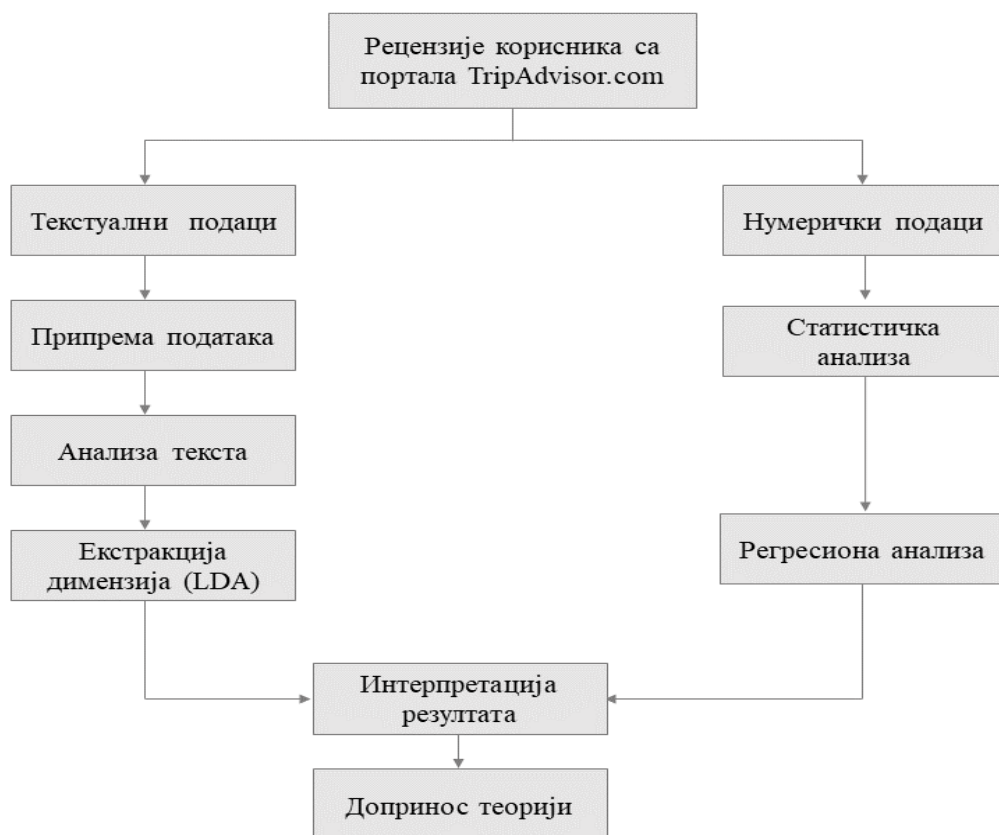 Рецензије корисника са
портала TripAdvisor.com
Текстуални подаци
Нумерички подаци
Припрема података
Статистичка
анализа
Анализа текста
Екстракција
димензија (LDA)
Регресиона анализа
Интерпретација
резултата
Допринос теорији